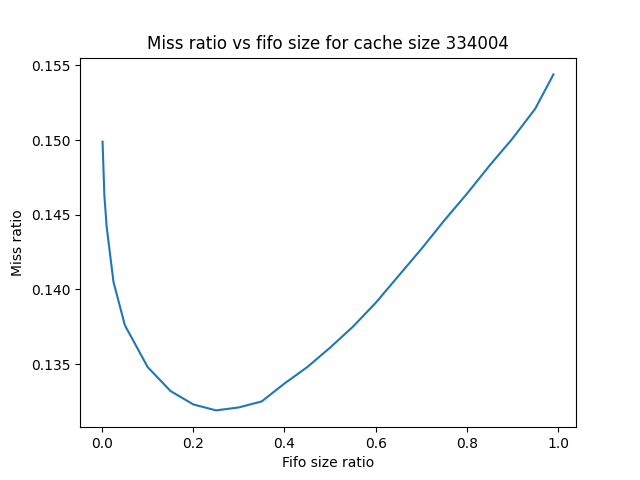 Miss ratio vs fifo size for cache size 334004
0.155
0.150
0.145
0.140
0.135
Miss ratio
0.0 0.2 0.4 0.6 0.8 1.0
Fifo size ratio